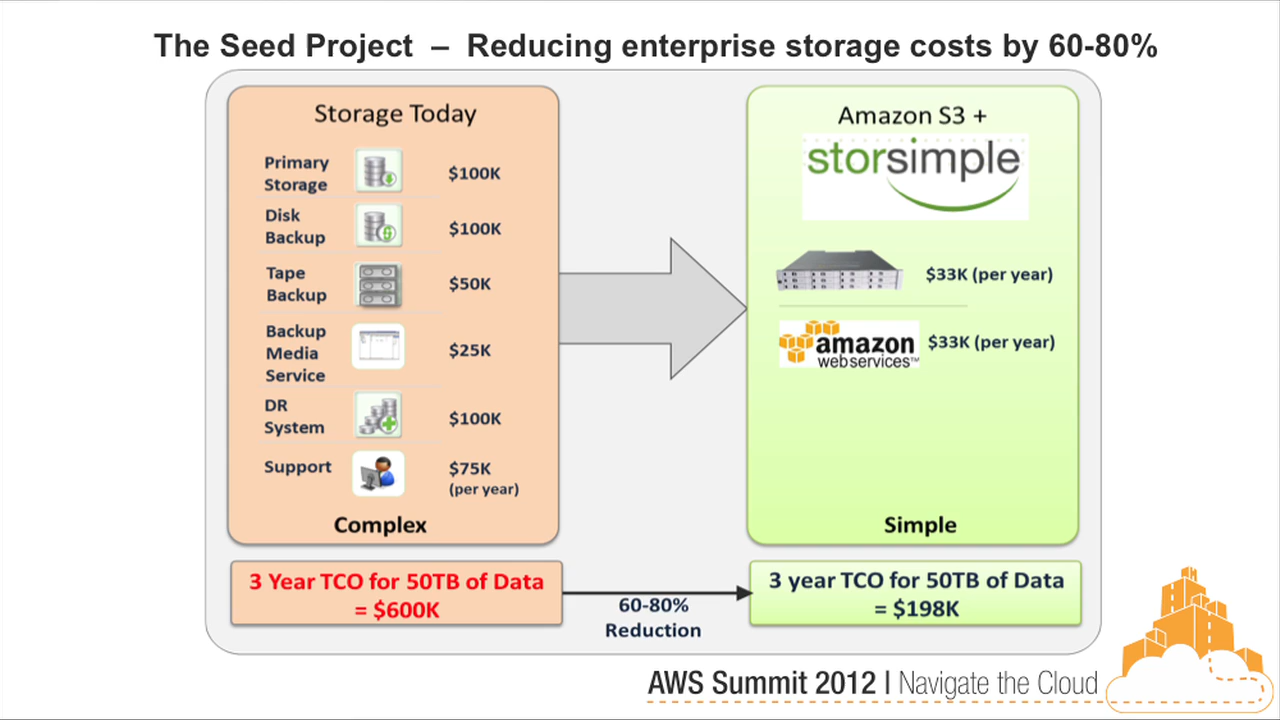 The Seed Project – Reducing enterprise storage costs by 60-80%
Storage Today
Primary
Storage
$100K
Disk
Backup
$100K
Tape
Backup
$50K
Backup
Media
Service
$25K
DR
System
$100K
Support
$75K
(per year)
Complex
3 Year TCO for 50TB of Data
= $600K
60-80%
Reduction
Amazon S3 +
storsimple
$33K (per year)
amazon
webservices™
$33K (per year)
Simple
3 year TCO for 50TB of Data
= $198K
AWS Summit 2012 | Navigate the Cloud